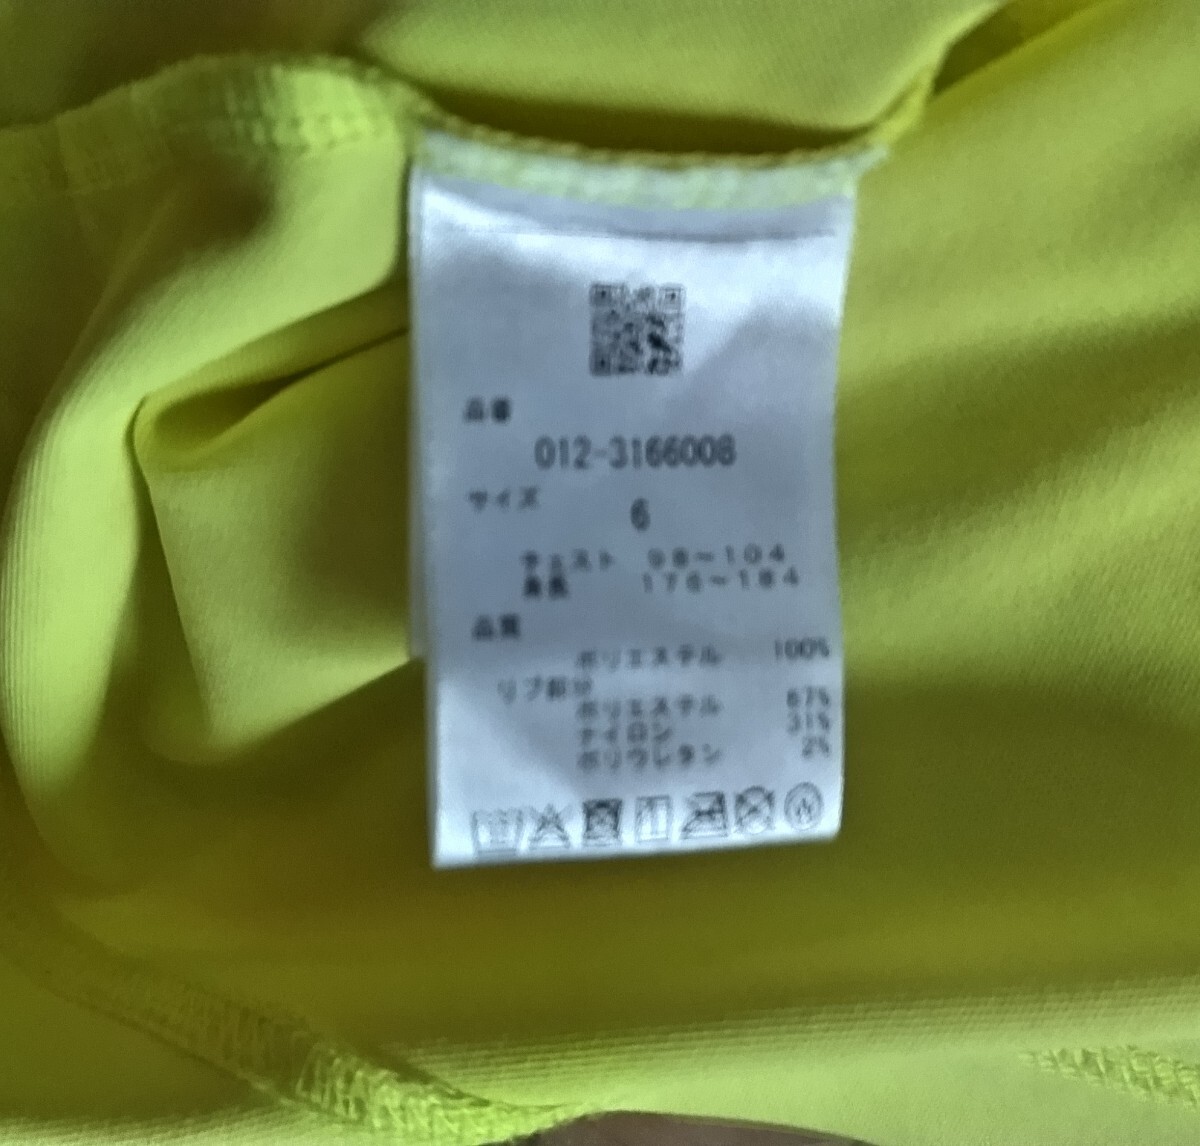 品番
012-3166008
サイズ
6
チェスト 98~104
身長 176~184
品質
ポリエステル 100%
リブ部分
ポリエステル 67%
ナイロン 31%
ポリウレタン 2%
W